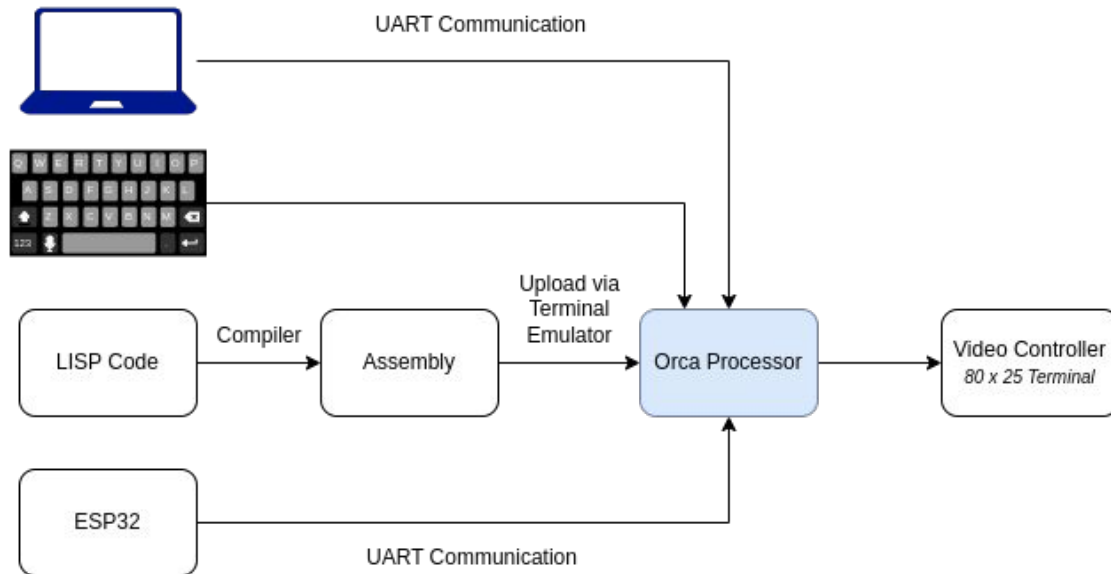 UART Communication
Q W E R T Y U I O P
A S D F G H J K L
Z X C V B N M
123 .
Upload via
Terminal
Emulator
Compiler
LISP Code
Assembly
Orca Processor
Video Controller
80 x 25 Terminal
ESP32
UART Communication